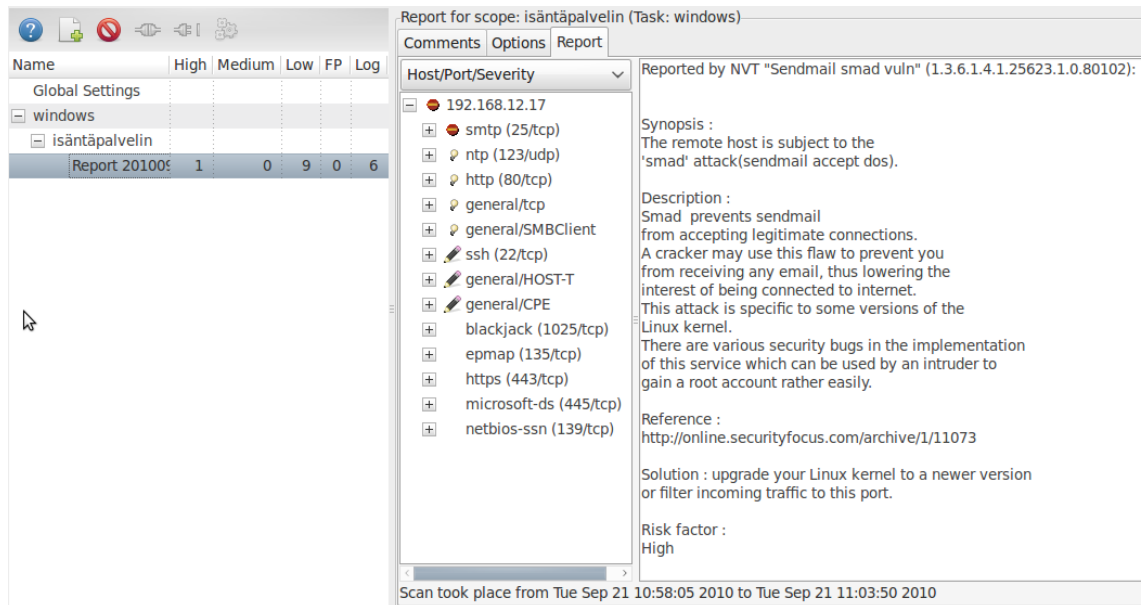 Name High Medium Low FP Log
Global Settings
windows
isäntäpalvelin
Report 201009 1 0 9 0 6
Report for scope: isäntäpalvelin (Task: windows)
Comments Options Report
Host/Port/Severity
192.168.12.17
smtp (25/tcp)
ntp (123/udp)
http (80/tcp)
general/tcp
general/SMBClient
ssh (22/tcp)
general/HOST-T
general/CPE
blackjack (1025/tcp)
epmap (135/tcp)
https (443/tcp)
microsoft-ds (445/tcp)
netbios-ssn (139/tcp)
Reported by NVT "Sendmail smad vuln" (1.3.6.1.4.1.25623.1.0.80102):
Synopsis :
The remote host is subject to the
'smad' attack(sendmail accept dos).
Description :
Smad prevents sendmail
from accepting legitimate connections.
A cracker may use this flaw to prevent you
from receiving any email, thus lowering the
interest of being connected to internet.
This attack is specific to some versions of the
Linux kernel.
There are various security bugs in the implementation
of this service which can be used by an intruder to
gain a root account rather easily.
Reference :
http://online.securityfocus.com/archive/1/11073
Solution : upgrade your Linux kernel to a newer version
or filter incoming traffic to this port.
Risk factor :
High
Scan took place from Tue Sep 21 10:58:05 2010 to Tue Sep 21 11:03:50 2010